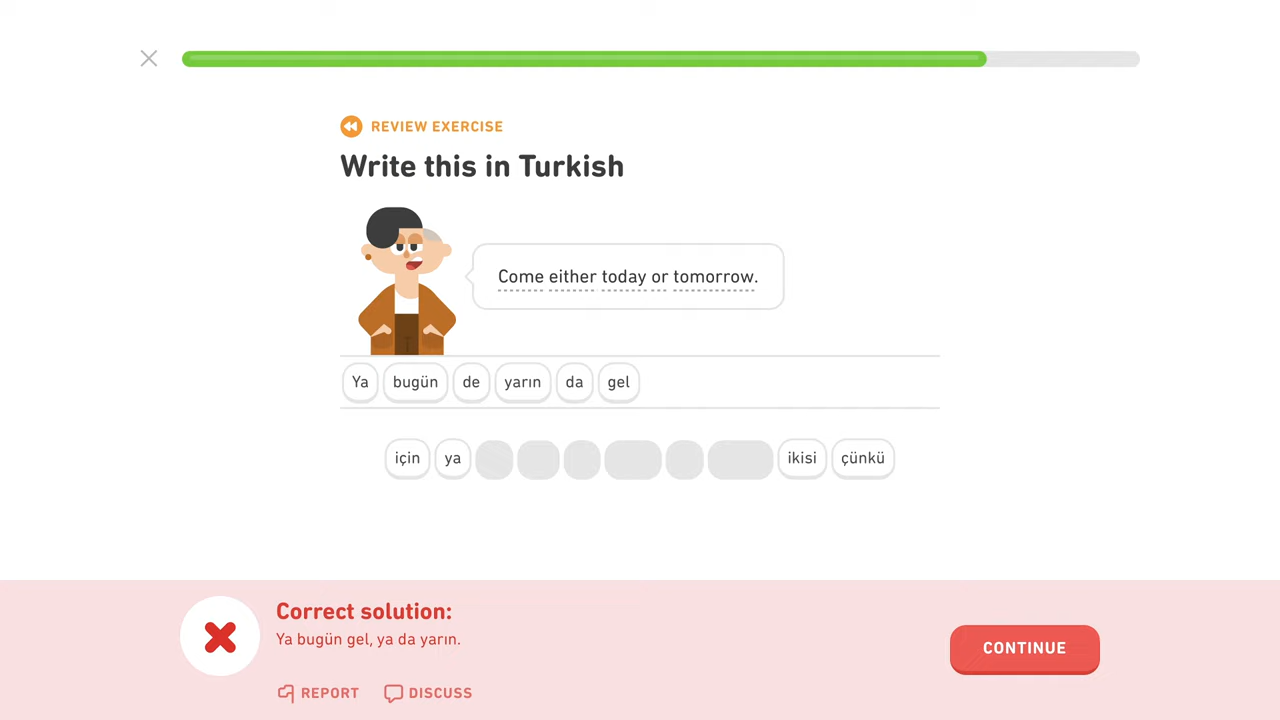 REVIEW EXERCISE
Write this in Turkish
Come either today or tomorrow.
Ya bugün de yarın da gel
için ya ikisi çünkü
Correct solution:
Ya bugün gel, ya da yarın.
CONTINUE
REPORT DISCUSS